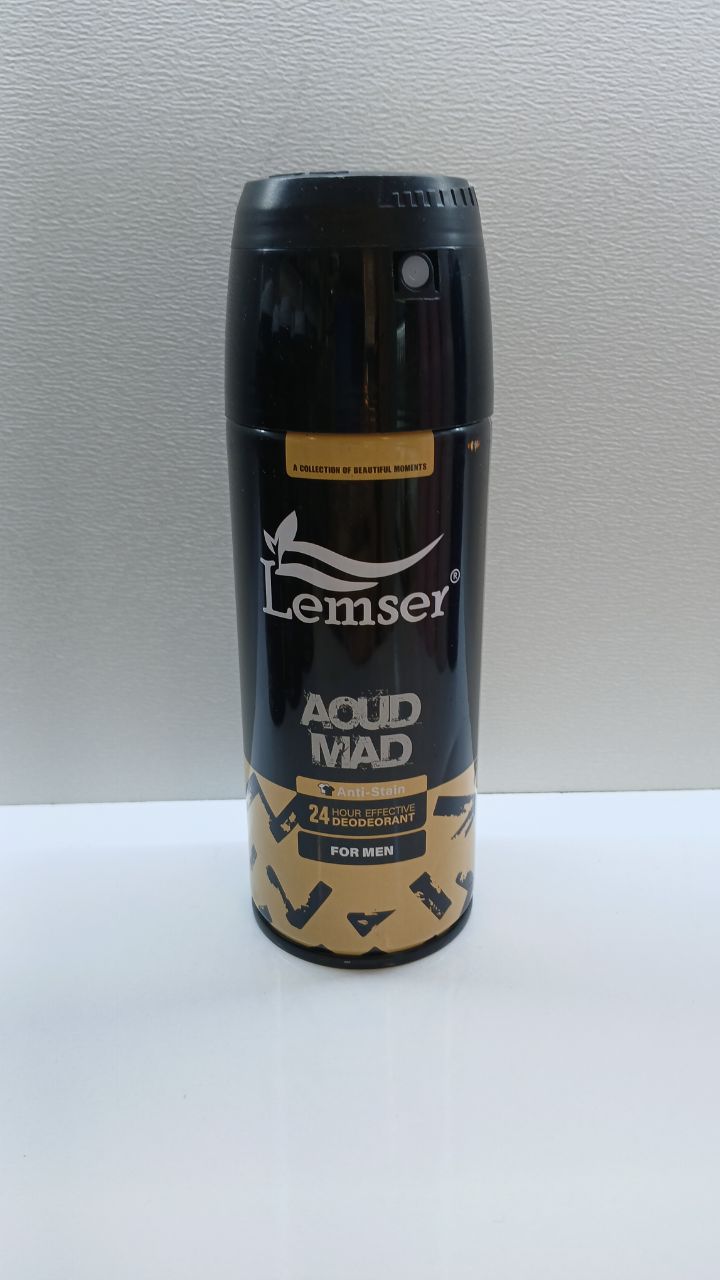 A COLLECTION OF BEAUTIFUL MOMENTS
Lemser®
AOUD
MAD
Anti-Stain
24 HOUR EFFECTIVE
DEODEORANT
FOR MEN